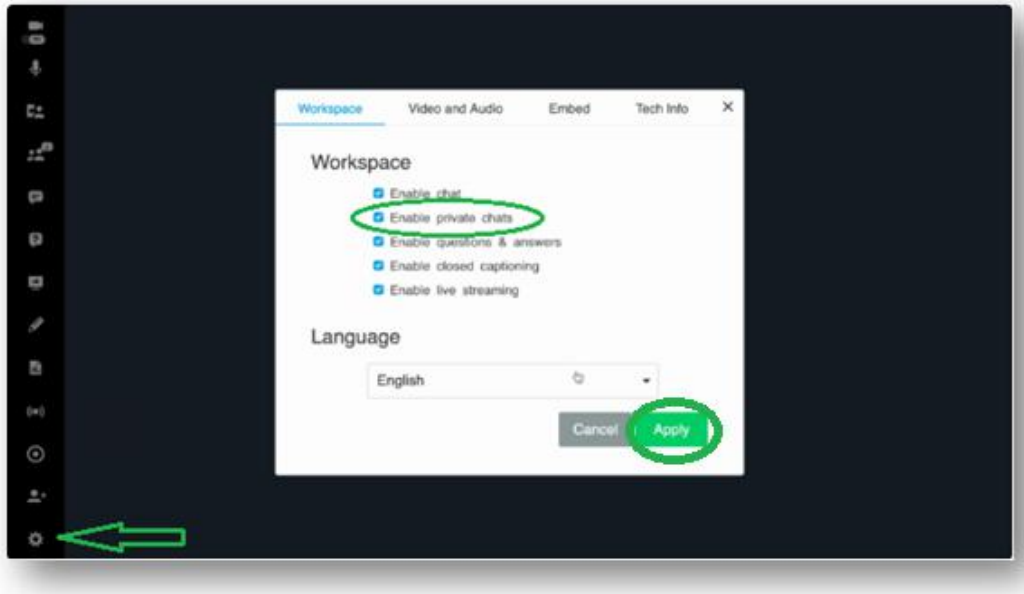 Workspace Video and Audio Embed Tech Info
Workspace
Enable chat
Enable private chats
Enable questions & answers
Enable closed captioning
Enable live streaming
Language
English
Cancel Apply